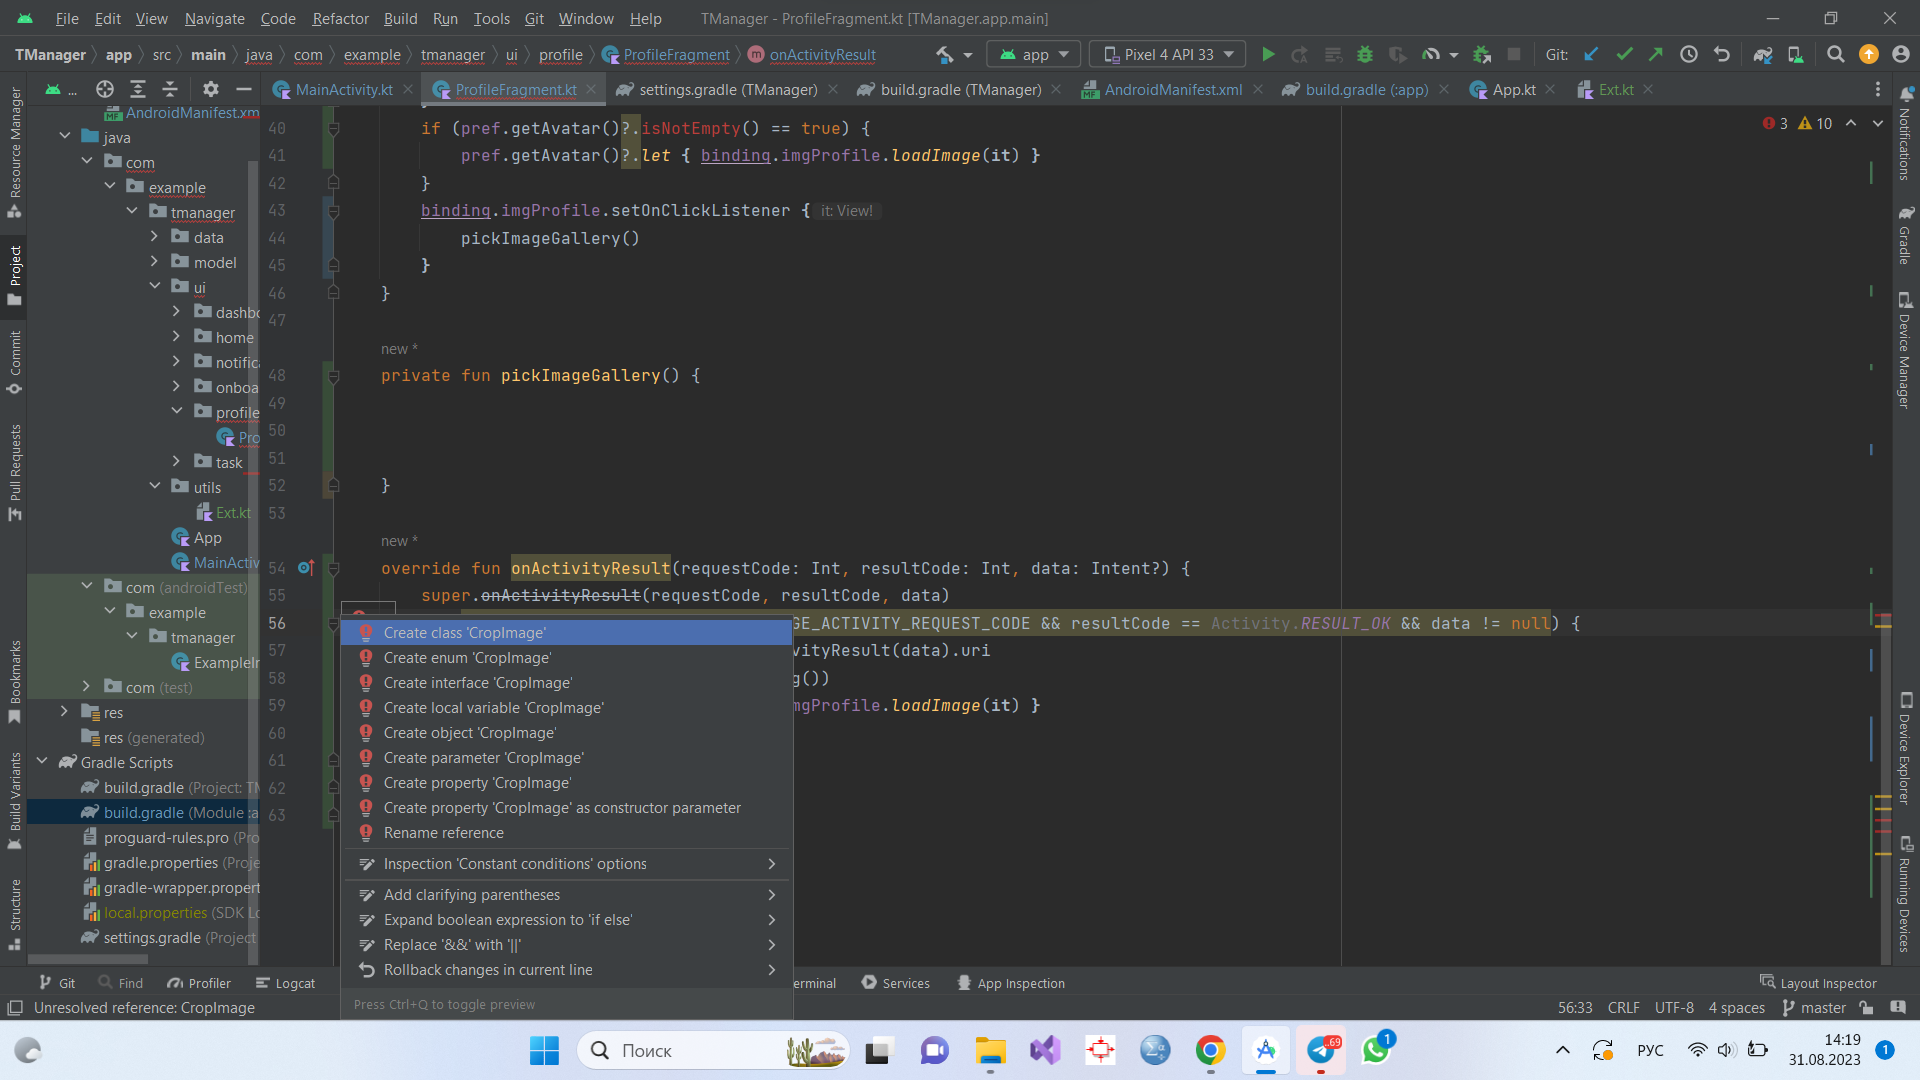 File Edit View Navigate Code Refactor Build Run Tools Git Window Help TManager - ProfileFragment.kt [TManager.app.main]
TManager app src main java com example tmanager ui profile ProfileFragment onActivityResult app Pixel 4 API 33 Git:
... MainActivity.kt ProfileFragment.kt settings.gradle (TManager) build.gradle (TManager) AndroidManifest.xml build.gradle (:app) App.kt Ext.kt
Resource Manager
Project
Commit
Pull Requests
Bookmarks
Build Variants
Structure
AndroidManifest.xm
java
com
example
tmanager
data
model
ui
dashbo
home
notific
onboa
profile
Pro
task
utils
Ext.kt
App
MainActiv
com (androidTest)
example
tmanager
ExampleIn
com (test)
res
res (generated)
Gradle Scripts
build.gradle (Project: TM
build.gradle (Module :a
proguard-rules.pro (Pro
gradle.properties (Proje
gradle-wrapper.propert
local.properties (SDK Lo
settings.gradle (Project
3 10
40 if (pref.getAvatar()?.isNotEmpty() == true) {
41 pref.getAvatar()?.let { binding.imgProfile.loadImage(it) }
42 }
43 binding.imgProfile.setOnClickListener { it: View!
44 pickImageGallery()
45 }
46 }
47
new *
48 private fun pickImageGallery() {
49
50
51
52 }
53
new *
54 override fun onActivityResult(requestCode: Int, resultCode: Int, data: Intent?) {
55 super.onActivityResult(requestCode, resultCode, data)
56 GE_ACTIVITY_REQUEST_CODE && resultCode == Activity.RESULT_OK && data != null) {
57 vityResult(data).uri
58 g())
59 mgProfile.loadImage(it) }
60
61
62
63
Create class 'CropImage'
Create enum 'CropImage'
Create interface 'CropImage'
Create local variable 'CropImage'
Create object 'CropImage'
Create parameter 'CropImage'
Create property 'CropImage'
Create property 'CropImage' as constructor parameter
Rename reference
Inspection 'Constant conditions' options
Add clarifying parentheses
Expand boolean expression to 'if else'
Replace '&&' with '||'
Rollback changes in current line
Press Ctrl+Q to toggle preview
Notifications
Gradle
Device Manager
Device Explorer
Running Devices
Git Find Profiler Logcat erminal Services App Inspection Layout Inspector
Unresolved reference: CropImage 56:33 CRLF UTF-8 4 spaces master
Поиск .69 1 РУС 14:19 1
31.08.2023